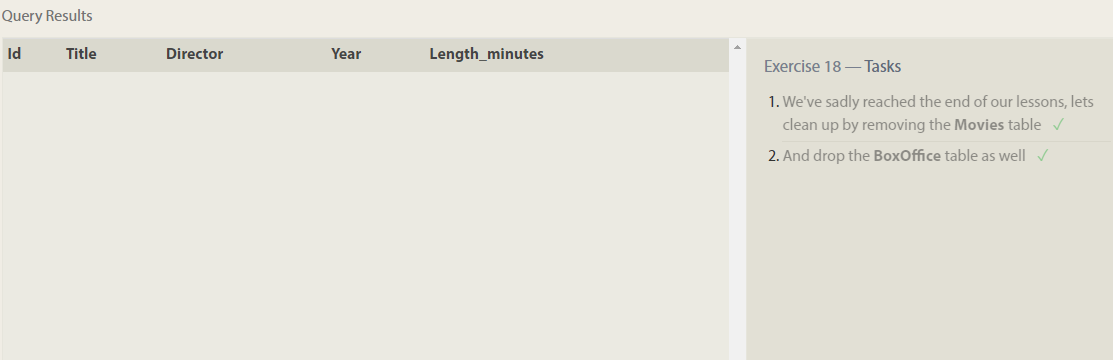 Query Results
Id Title Director Year Length_minutes
Exercise 18 — Tasks
1. We've sadly reached the end of our lessons, lets
clean up by removing the Movies table ✓
2. And drop the BoxOffice table as well ✓